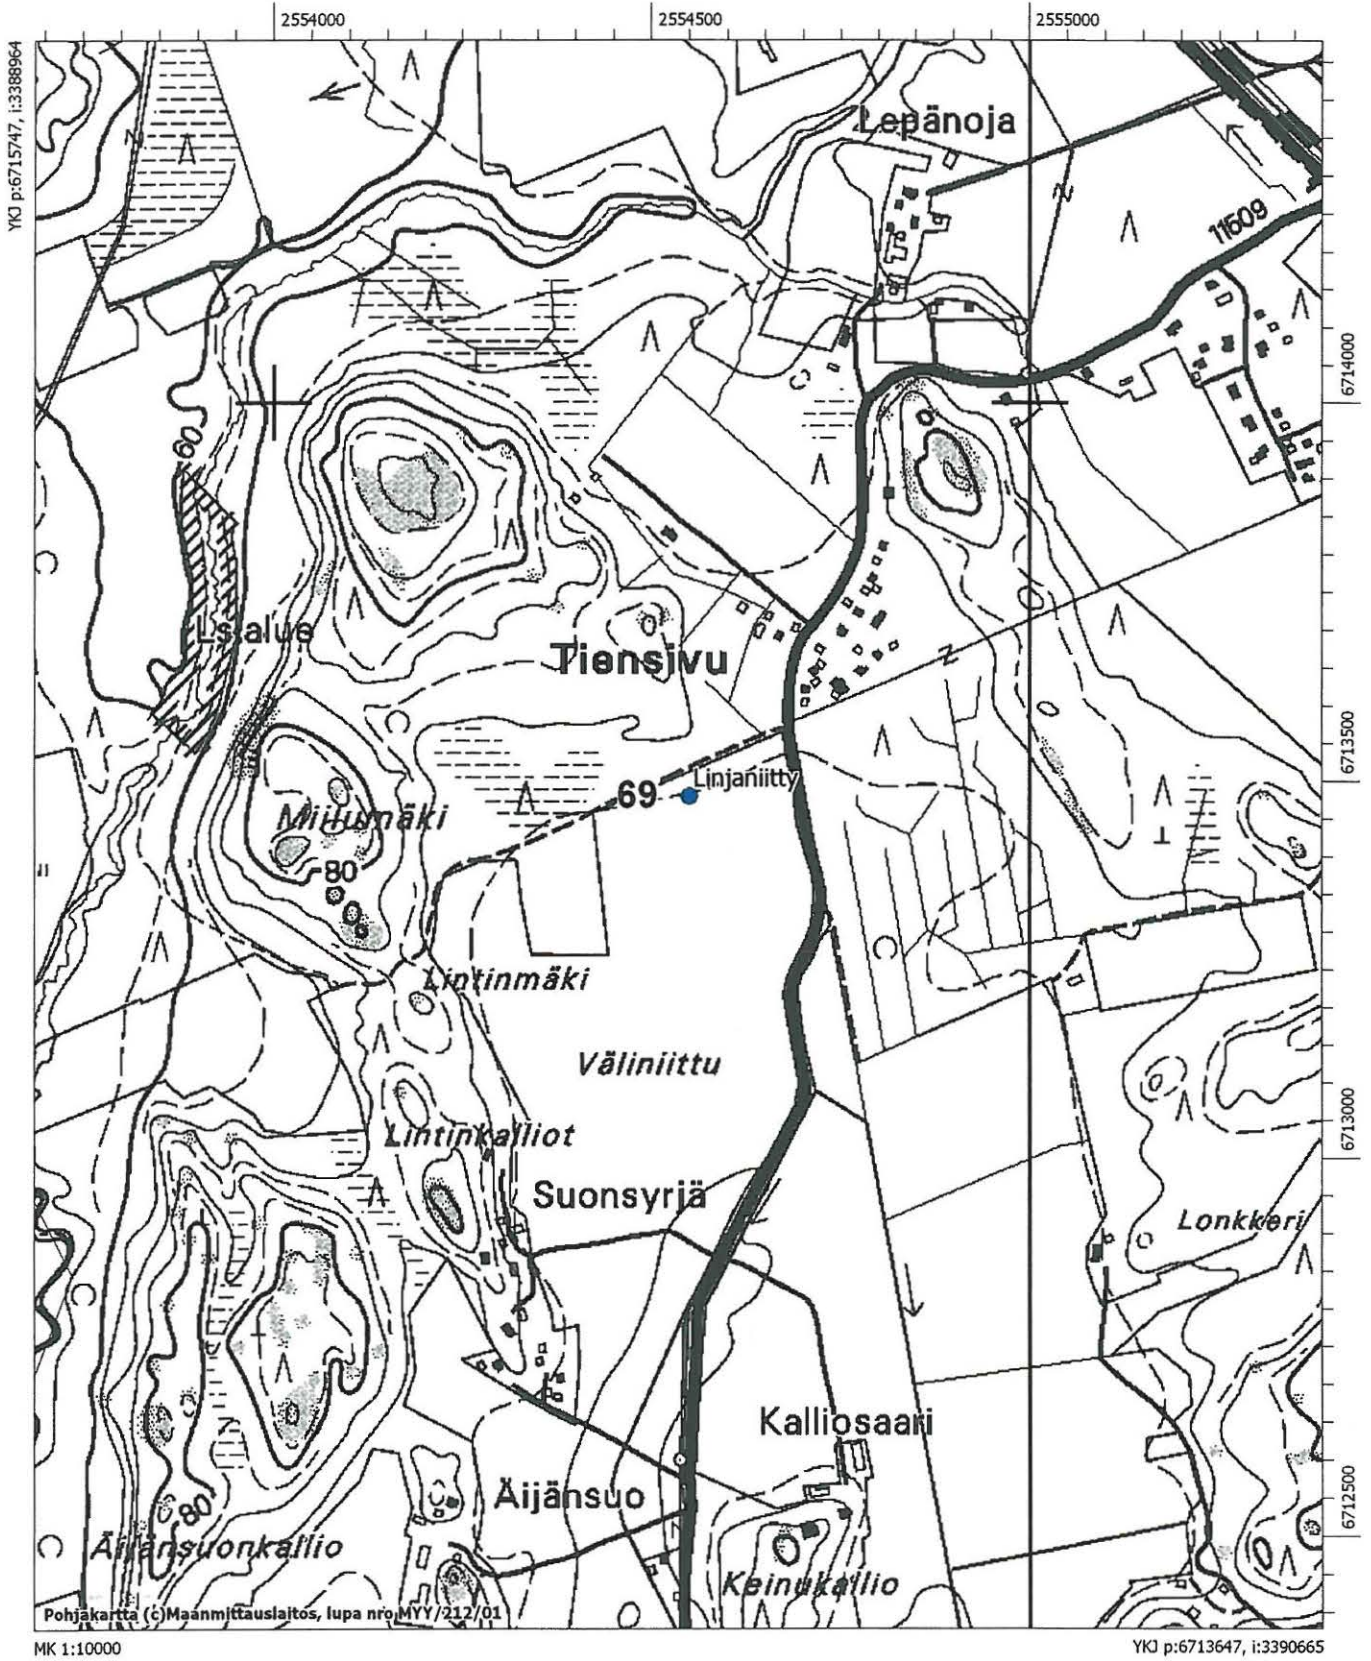 2554000
2554500
2555000
YKJ p:6715747, i:3388964
Lepänoja
11609
6714000
60
Ls.alue
Tiensivu
6713500
Linjaniitty
69
Miilumäki
80
Lintinmäki
Väliniittu
6713000
Lintinkalliot
Suonsyrjä
Lonkkeri
Kalliosaari
Äijänsuo
80
6712500
Äijänsuonkallio
Keinukallio
Pohjakartta (c)Maanmittauslaitos, lupa nro MYY/212/01
MK 1:10000
YKJ p:6713647, i:3390665